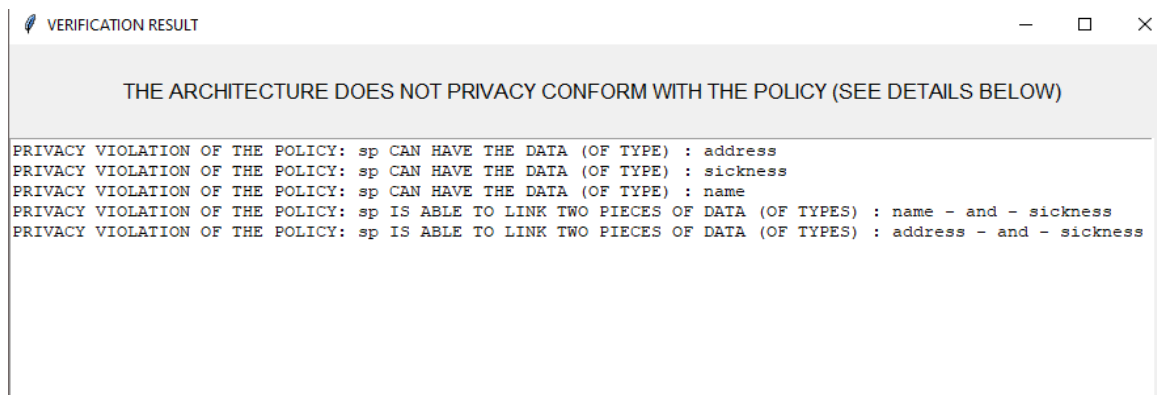 VERIFICATION RESULT
THE ARCHITECTURE DOES NOT PRIVACY CONFORM WITH THE POLICY (SEE DETAILS BELOW)
PRIVACY VIOLATION OF THE POLICY: sp CAN HAVE THE DATA (OF TYPE) : address
PRIVACY VIOLATION OF THE POLICY: sp CAN HAVE THE DATA (OF TYPE) : sickness
PRIVACY VIOLATION OF THE POLICY: sp CAN HAVE THE DATA (OF TYPE) : name
PRIVACY VIOLATION OF THE POLICY: sp IS ABLE TO LINK TWO PIECES OF DATA (OF TYPES) : name - and - sickness
PRIVACY VIOLATION OF THE POLICY: sp IS ABLE TO LINK TWO PIECES OF DATA (OF TYPES) : address - and - sickness